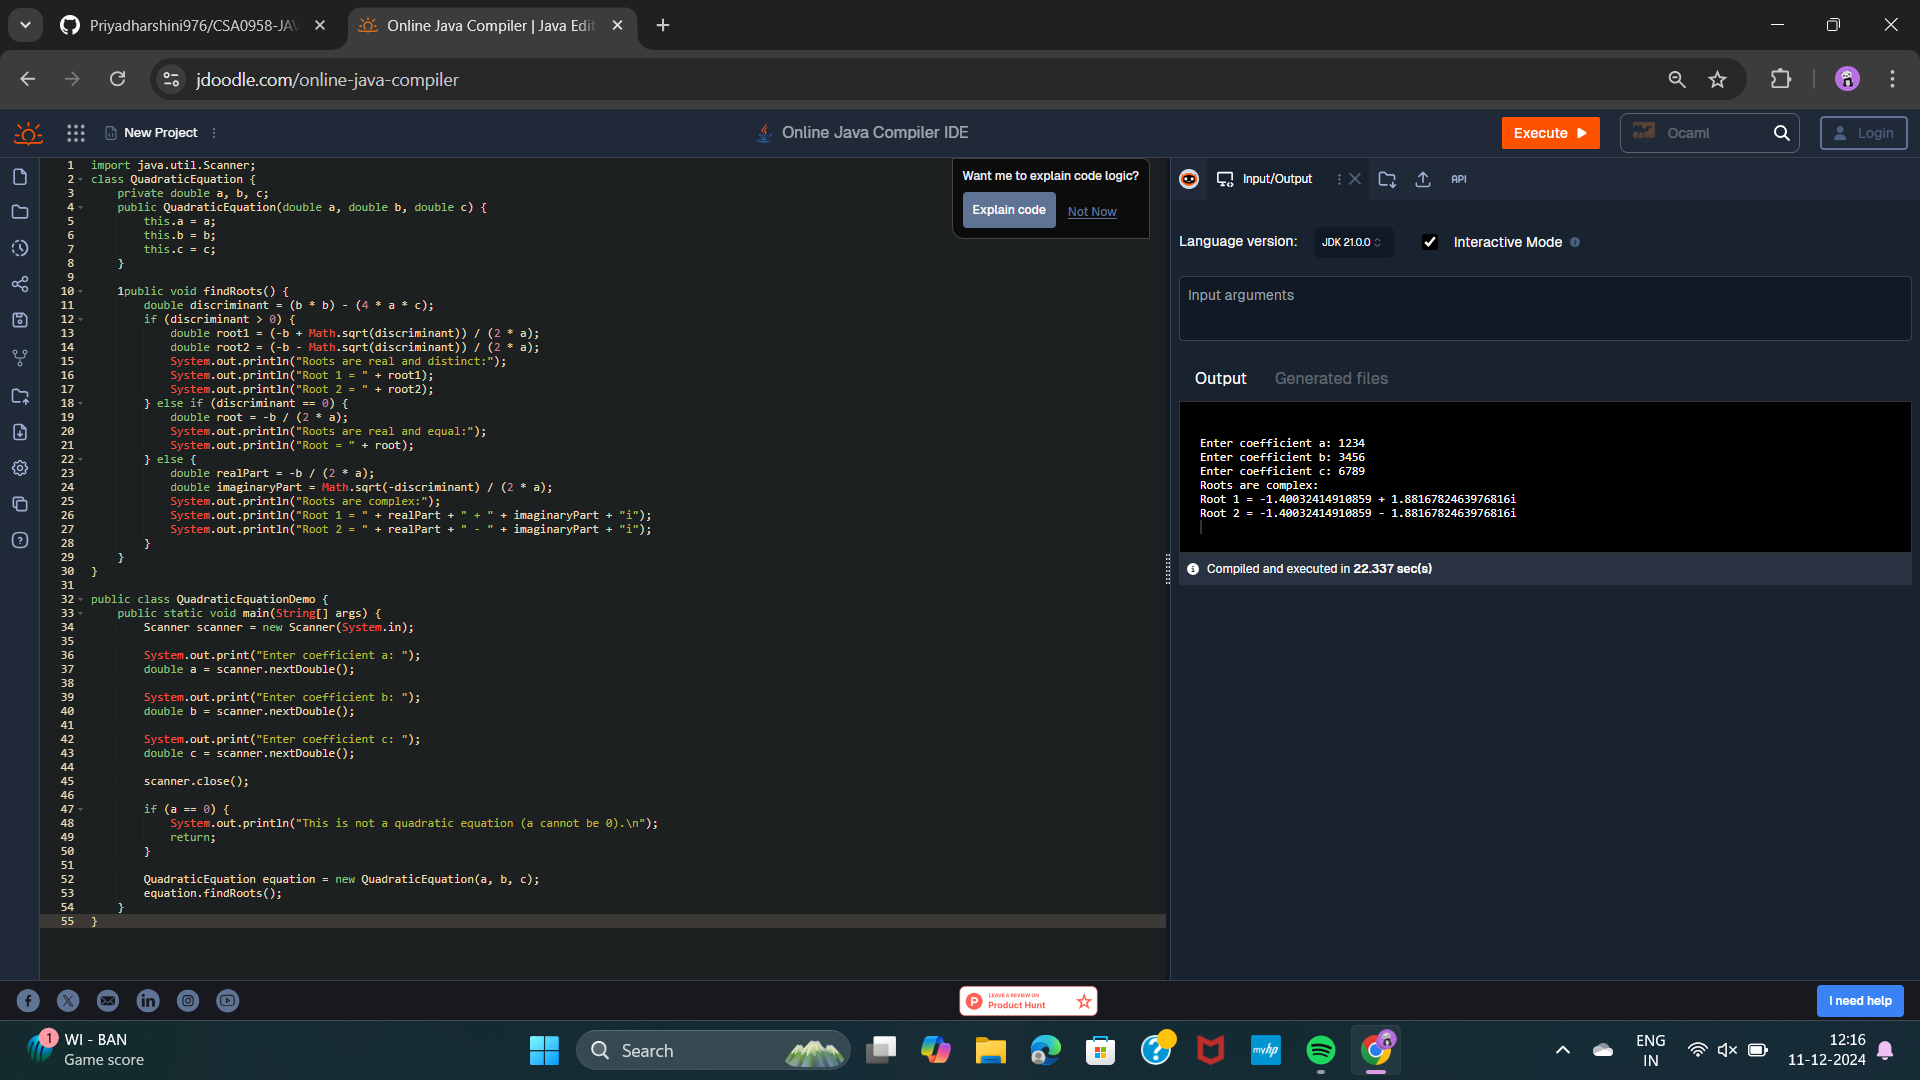 Priyadharshini976/CSA0958-JAV
Online Java Compiler | Java Edit
jdoodle.com/online-java-compiler
New Project
Online Java Compiler IDE
Execute
Ocaml
Login
1 import java.util.Scanner;
2 class QuadraticEquation {
3 private double a, b, c;
4 public QuadraticEquation(double a, double b, double c) {
5 this.a = a;
6 this.b = b;
7 this.c = c;
8 }
9
10 1public void findRoots() {
11 double discriminant = (b * b) - (4 * a * c);
12 if (discriminant > 0) {
13 double root1 = (-b + Math.sqrt(discriminant)) / (2 * a);
14 double root2 = (-b - Math.sqrt(discriminant)) / (2 * a);
15 System.out.println("Roots are real and distinct:");
16 System.out.println("Root 1 = " + root1);
17 System.out.println("Root 2 = " + root2);
18 } else if (discriminant == 0) {
19 double root = -b / (2 * a);
20 System.out.println("Roots are real and equal:");
21 System.out.println("Root = " + root);
22 } else {
23 double realPart = -b / (2 * a);
24 double imaginaryPart = Math.sqrt(-discriminant) / (2 * a);
25 System.out.println("Roots are complex:");
26 System.out.println("Root 1 = " + realPart + " + " + imaginaryPart + "i");
27 System.out.println("Root 2 = " + realPart + " - " + imaginaryPart + "i");
28 }
29 }
30 }
31
32 public class QuadraticEquationDemo {
33 public static void main(String[] args) {
34 Scanner scanner = new Scanner(System.in);
35
36 System.out.print("Enter coefficient a: ");
37 double a = scanner.nextDouble();
38
39 System.out.print("Enter coefficient b: ");
40 double b = scanner.nextDouble();
41
42 System.out.print("Enter coefficient c: ");
43 double c = scanner.nextDouble();
44
45 scanner.close();
46
47 if (a == 0) {
48 System.out.println("This is not a quadratic equation (a cannot be 0).\n");
49 return;
50 }
51
52 QuadraticEquation equation = new QuadraticEquation(a, b, c);
53 equation.findRoots();
54 }
55 }
Want me to explain code logic?
Explain code
Not Now
Input/Output
API
Language version:
JDK 21.0.0
Interactive Mode
Input arguments
Output
Generated files
Enter coefficient a: 1234
Enter coefficient b: 3456
Enter coefficient c: 6789
Roots are complex:
Root 1 = -1.40032414910859 + 1.881678246397681​6i
Root 2 = -1.40032414910859 - 1.8816782463976816i
Compiled and executed in 22.337 sec(s)
LEAVE A REVIEW ON
Product Hunt
I need help
1
WI - BAN
Game score
Search
myhp
ENG
IN
12:16
11-12-2024